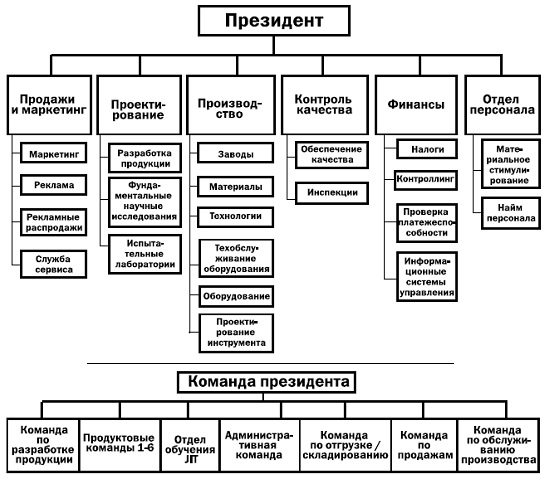 Президент
Продажи
и маркетинг
Проекти-
рование
Производ-
ство
Контроль
качества
Финансы
Отдел
персонала
Маркетинг
Реклама
Рекламные
распродажи
Служба
сервиса
Разработка
продукции
Фунда-
ментальные
научные
исследования
Испыта-
тельные
лаборатории
Заводы
Материалы
Технологии
Техобслу-
живание
оборудования
Оборудование
Проекти-
рование
инструмента
Обеспечение
качества
Инспекции
Налоги
Контроллинг
Проверка
платежеспо-
собности
Информа-
ционные
системы
управления
Мате-
риальное
стимули-
рование
Найм
персонала
Команда президента
Команда
по
разработке
продукции
Продуктовые
команды 1-6
Отдел
обучения
JIT
Администра-
тивная
команда
Команда
по отгрузке /
складированию
Команда
по
продажам
Команда
по обслужи-
ванию
производства